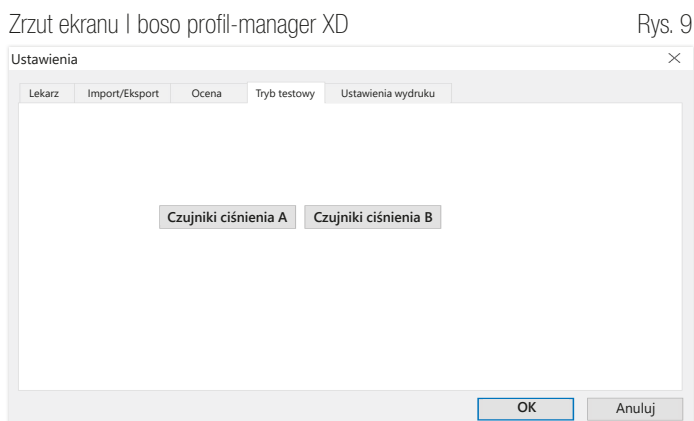 Zrzut ekranu I boso profil-manager XD Rys. 9
Ustawienia
Lekarz Import/Eksport Ocena Tryb testowy Ustawienia wydruku
Czujniki ciśnienia A Czujniki ciśnienia B
OK Anuluj